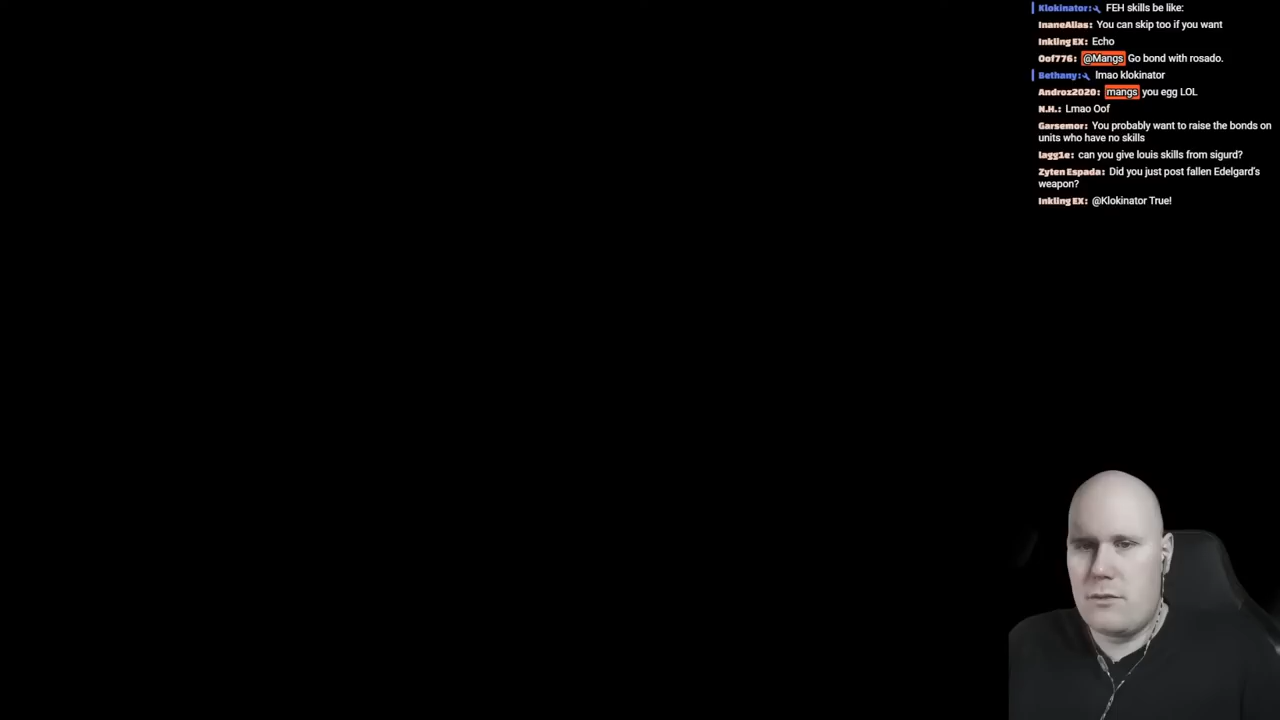 Klokinator: FEH skills be like:
InaneAlias: You can skip too if you want
Inkling EX: Echo
Oof776: @Mangs Go bond with rosado.
Bethany: lmao klokinator
Androz2020: mangs you egg LOL
N.H.: Lmao Oof
Garsemor: You probably want to raise the bonds on
units who have no skills
lagg1e: can you give louis skills from sigurd?
Zyten Espada: Did you just post fallen Edelgard's
weapon?
Inkling EX: @Klokinator True!